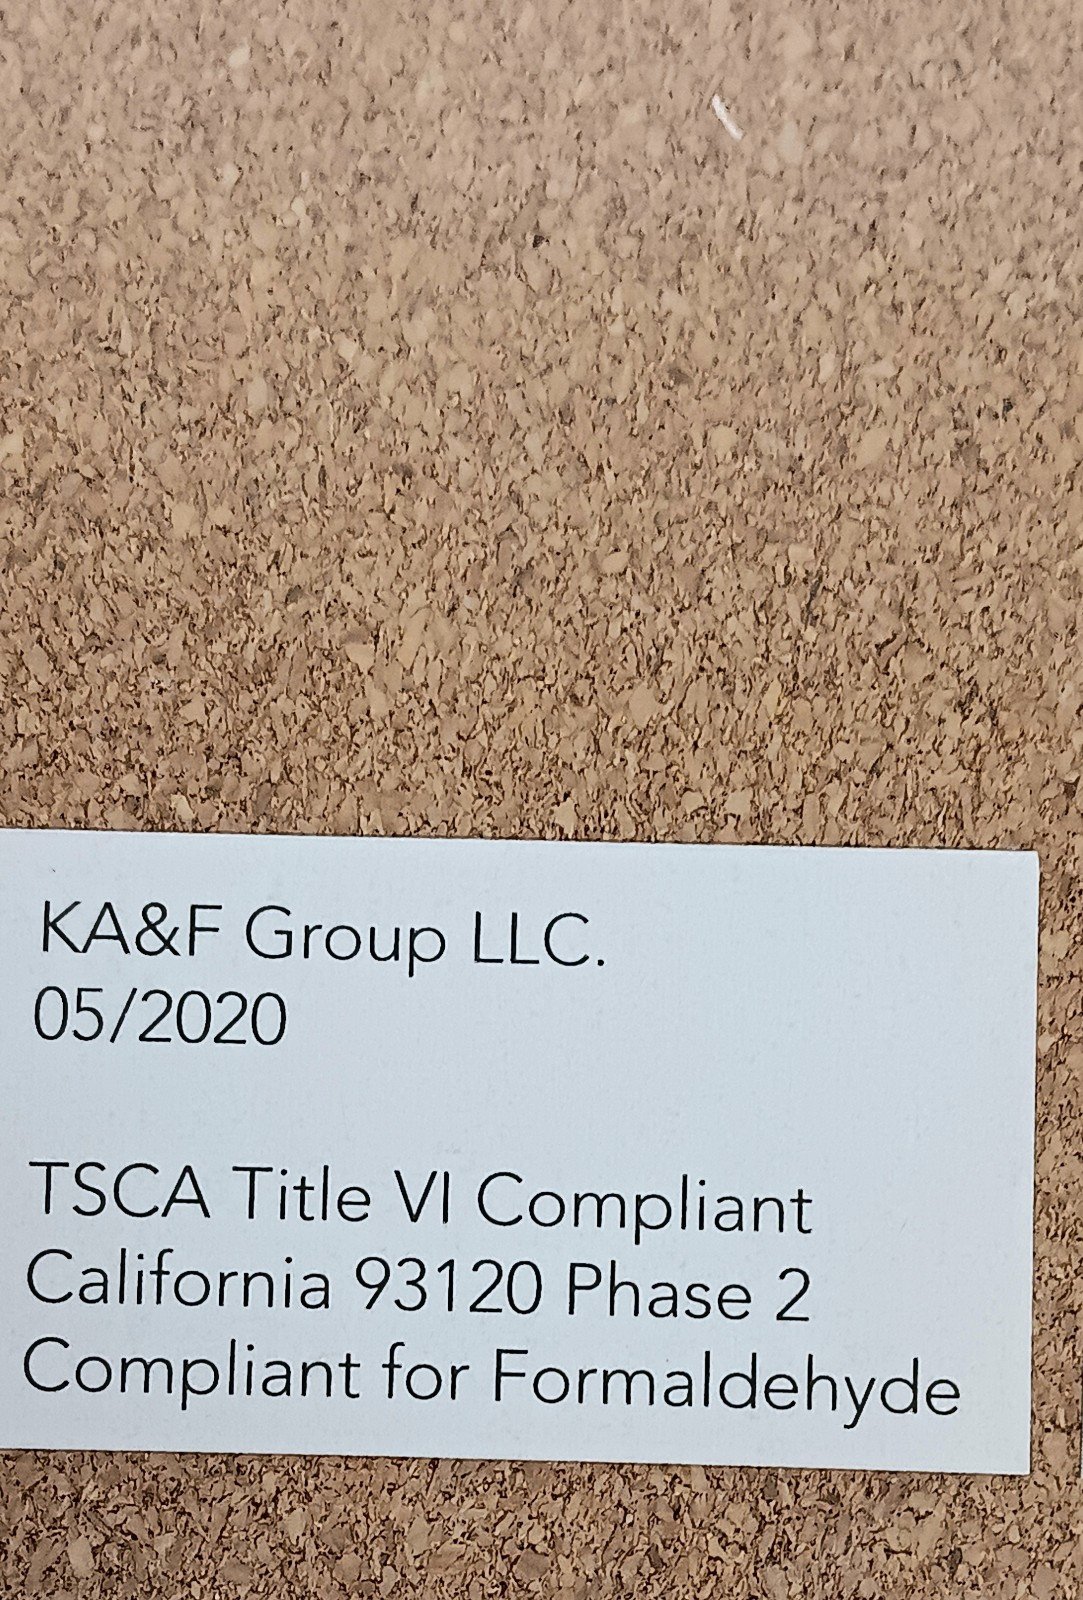 KA&F Group LLC.
05/2020
TSCA Title VI Compliant
California 93120 Phase 2
Compliant for Formaldehyde